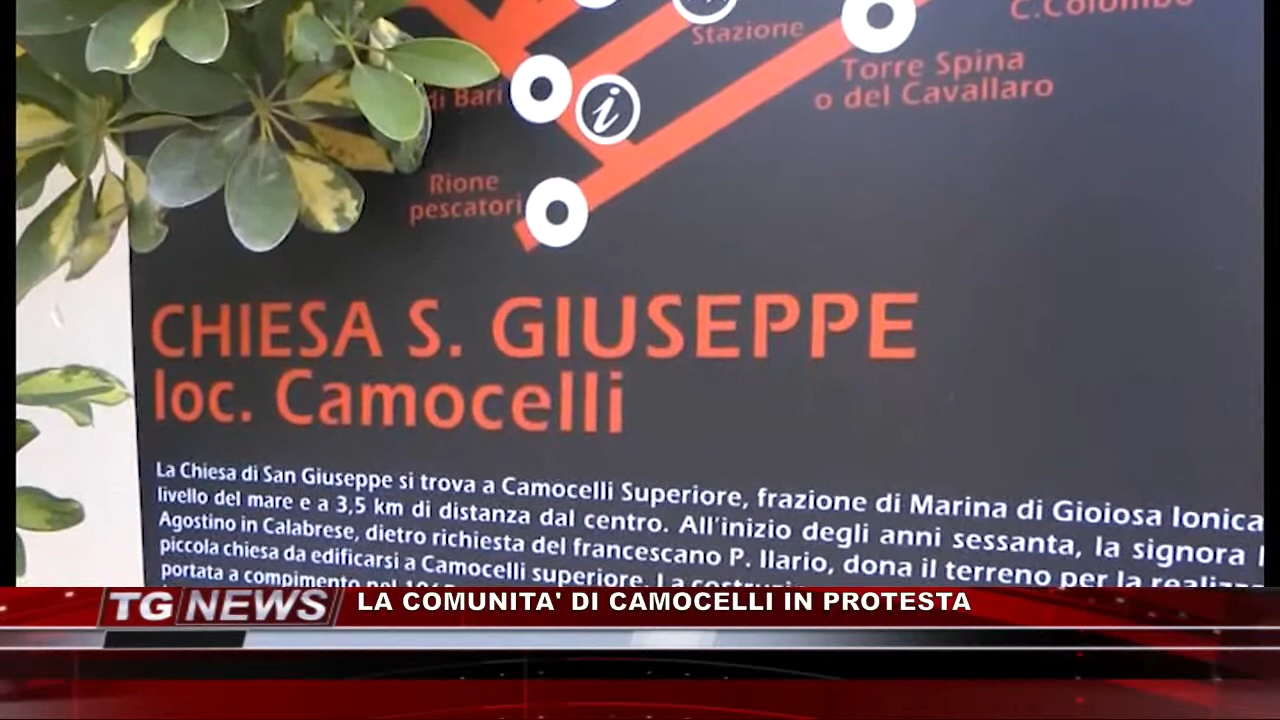 C.Colombo
Stazione
Torre Spina
o del Cavallaro
di Bari
i
Rione
pescatori
CHIESA S. GIUSEPPE
loc. Camocelli
La Chiesa di San Giuseppe si trova a Camocelli Superiore, frazione di Marina di Gioiosa Ionica
livello del mare e a 3,5 km di distanza dal centro. All'inizio degli anni sessanta, la signora
Agostino in Calabrese, dietro richiesta del francescano P. Ilario, dona il terreno per la
piccola chiesa da edificarsi a Camocelli superiore. La
portata a compimento nel
TG NEWS LA COMUNITA' DI CAMOCELLI IN PROTESTA